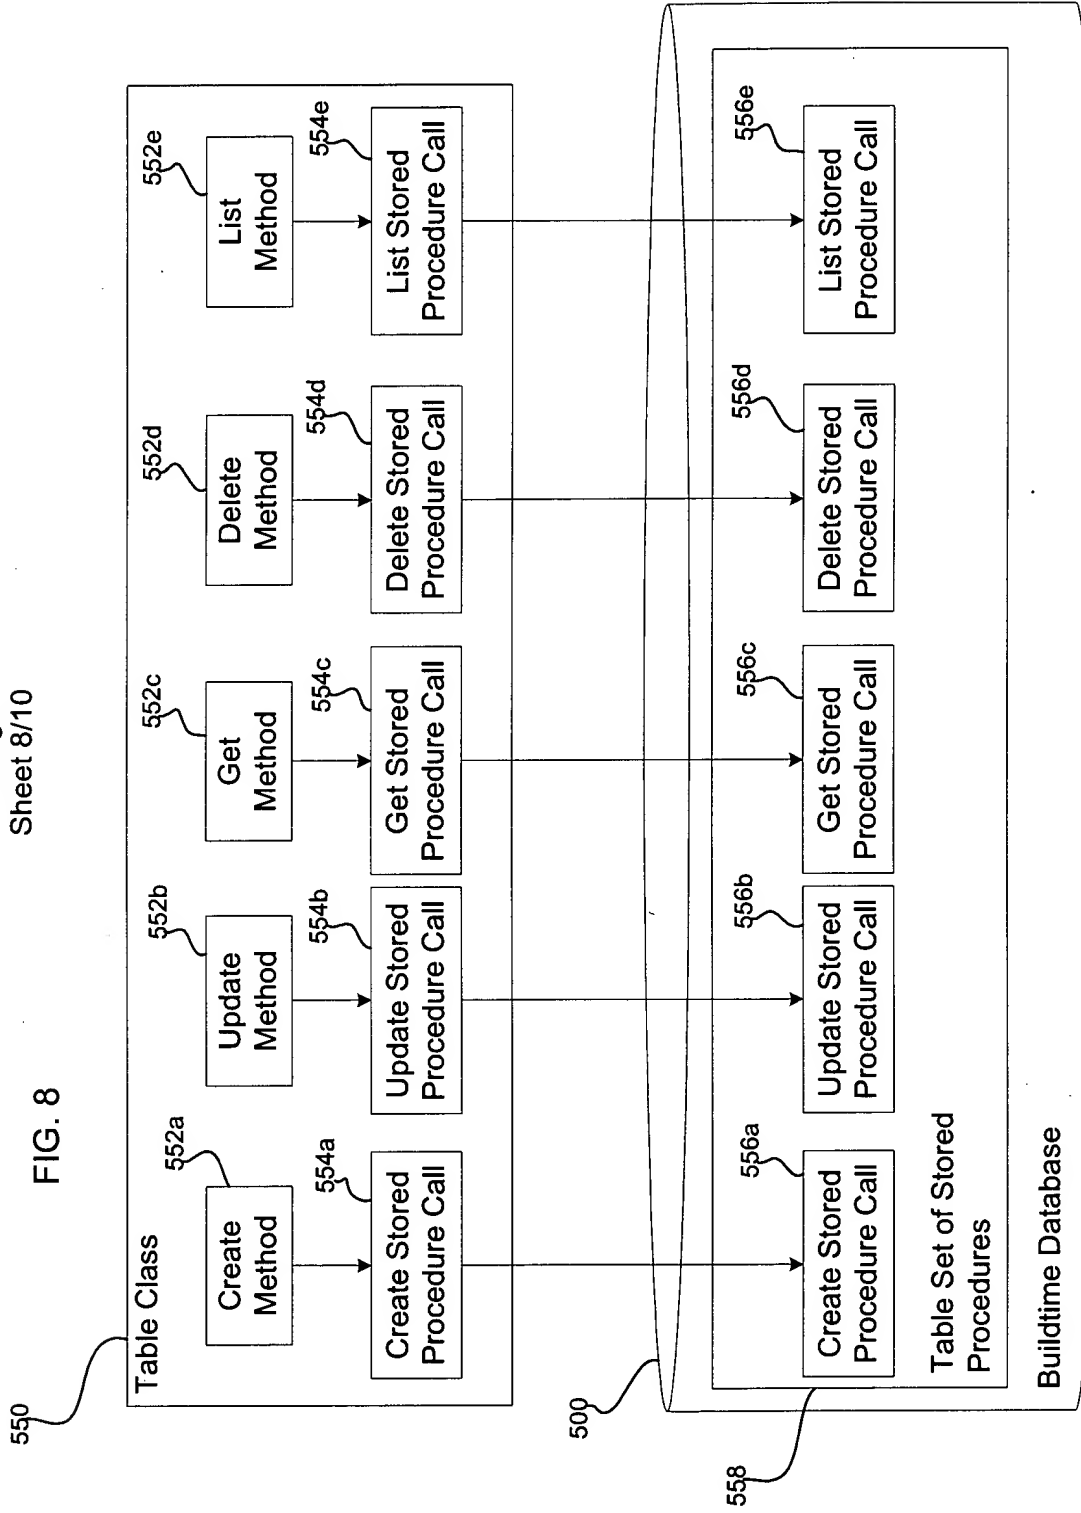 Sheet 8/10
FIG. 8
550
Table Class
552a
Create
Method
552b
Update
Method
552c
Get
Method
552d
Delete
Method
552e
List
Method
554a
Create Stored
Procedure Call
554b
Update Stored
Procedure Call
554c
Get Stored
Procedure Call
554d
Delete Stored
Procedure Call
554e
List Stored
Procedure Call
500
558
556a
Create Stored
Procedure Call
556b
Update Stored
Procedure Call
556c
Get Stored
Procedure Call
556d
Delete Stored
Procedure Call
556e
List Stored
Procedure Call
Table Set of Stored
Procedures
Buildtime Database